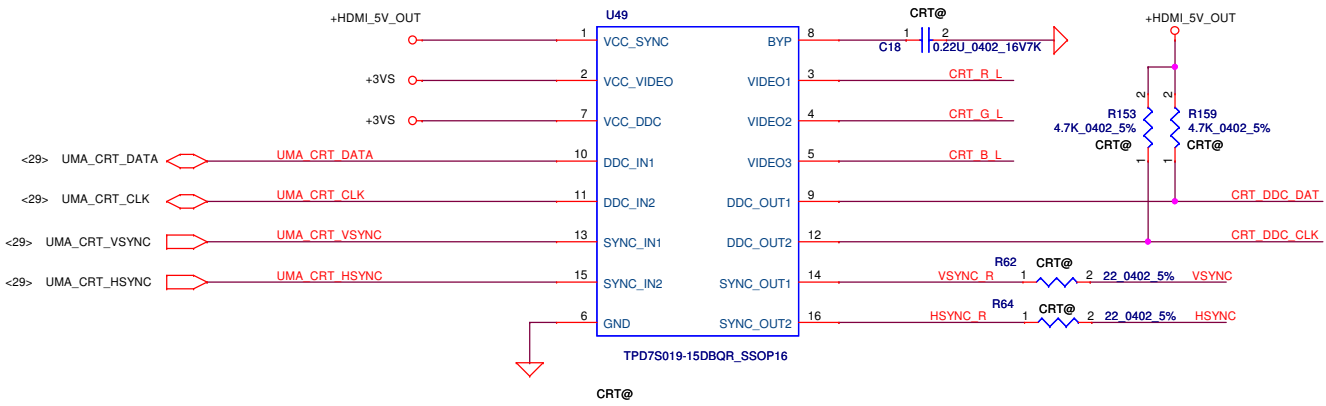 U49
CRT@
+HDMI_5V_OUT
+HDMI_5V_OUT
1 VCC_SYNC
BYP 8
C18 1 2 0.22U_0402_16V7K
+3VS 2 VCC_VIDEO
VIDEO1 3 CRT_R_L
+3VS 7 VCC_DDC
VIDEO2 4 CRT_G_L
2 2
R153 R159
4.7K_0402_5% 4.7K_0402_5%
CRT@ CRT@
1 1
<29> UMA_CRT_DATA UMA_CRT_DATA 10 DDC_IN1
VIDEO3 5 CRT_B_L
<29> UMA_CRT_CLK UMA_CRT_CLK 11 DDC_IN2
DDC_OUT1 9 CRT_DDC_DAT
<29> UMA_CRT_VSYNC UMA_CRT_VSYNC 13 SYNC_IN1
DDC_OUT2 12 CRT_DDC_CLK
R62 CRT@
<29> UMA_CRT_HSYNC UMA_CRT_HSYNC 15 SYNC_IN2
SYNC_OUT1 14 VSYNC_R 1 2 22_0402_5% VSYNC
R64 CRT@
6 GND
SYNC_OUT2 16 HSYNC_R 1 2 22_0402_5% HSYNC
TPD7S019-15DBQR_SSOP16
CRT@